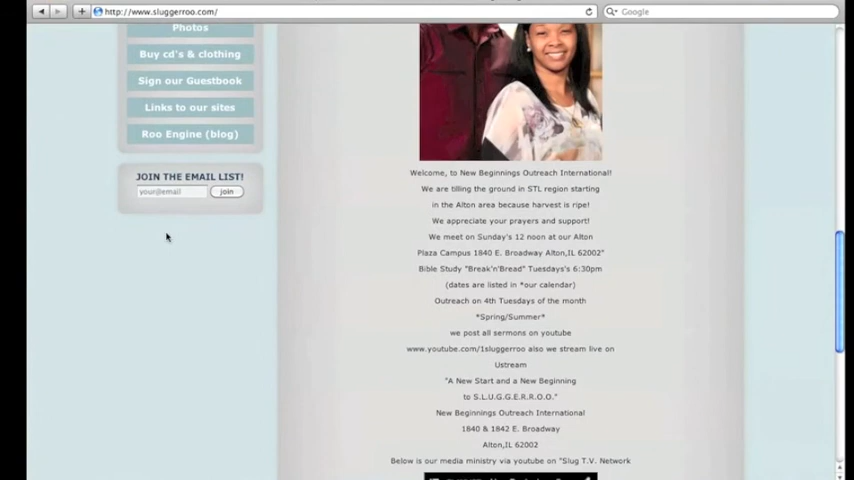 http://www.sluggerroo.com/
Google
Photos
Buy cd's & clothing
Sign our Guestbook
Links to our sites
Roo Engine (blog)
JOIN THE EMAIL LIST!
your@email
join
Welcome, to New Beginnings Outreach International!
We are tilling the ground in STL region starting
in the Alton area because harvest is ripe!
We appreciate your prayers and support!
We meet on Sunday's 12 noon at our Alton
Plaza Campus 1840 E. Broadway Alton,IL 62002"
Bible Study "Break'n'Bread" Tuesdays's 6:30pm
(dates are listed in *our calendar)
Outreach on 4th Tuesdays of the month
*Spring/Summer*
we post all sermons on youtube
www.youtube.com/1sluggerroo also we stream live on
Ustream
"A New Start and a New Beginning
to S.L.U.G.G.E.R.R.O.O."
New Beginnings Outreach International
1840 & 1842 E. Broadway
Alton,IL 62002
Below is our media ministry via youtube on "Slug T.V. Network